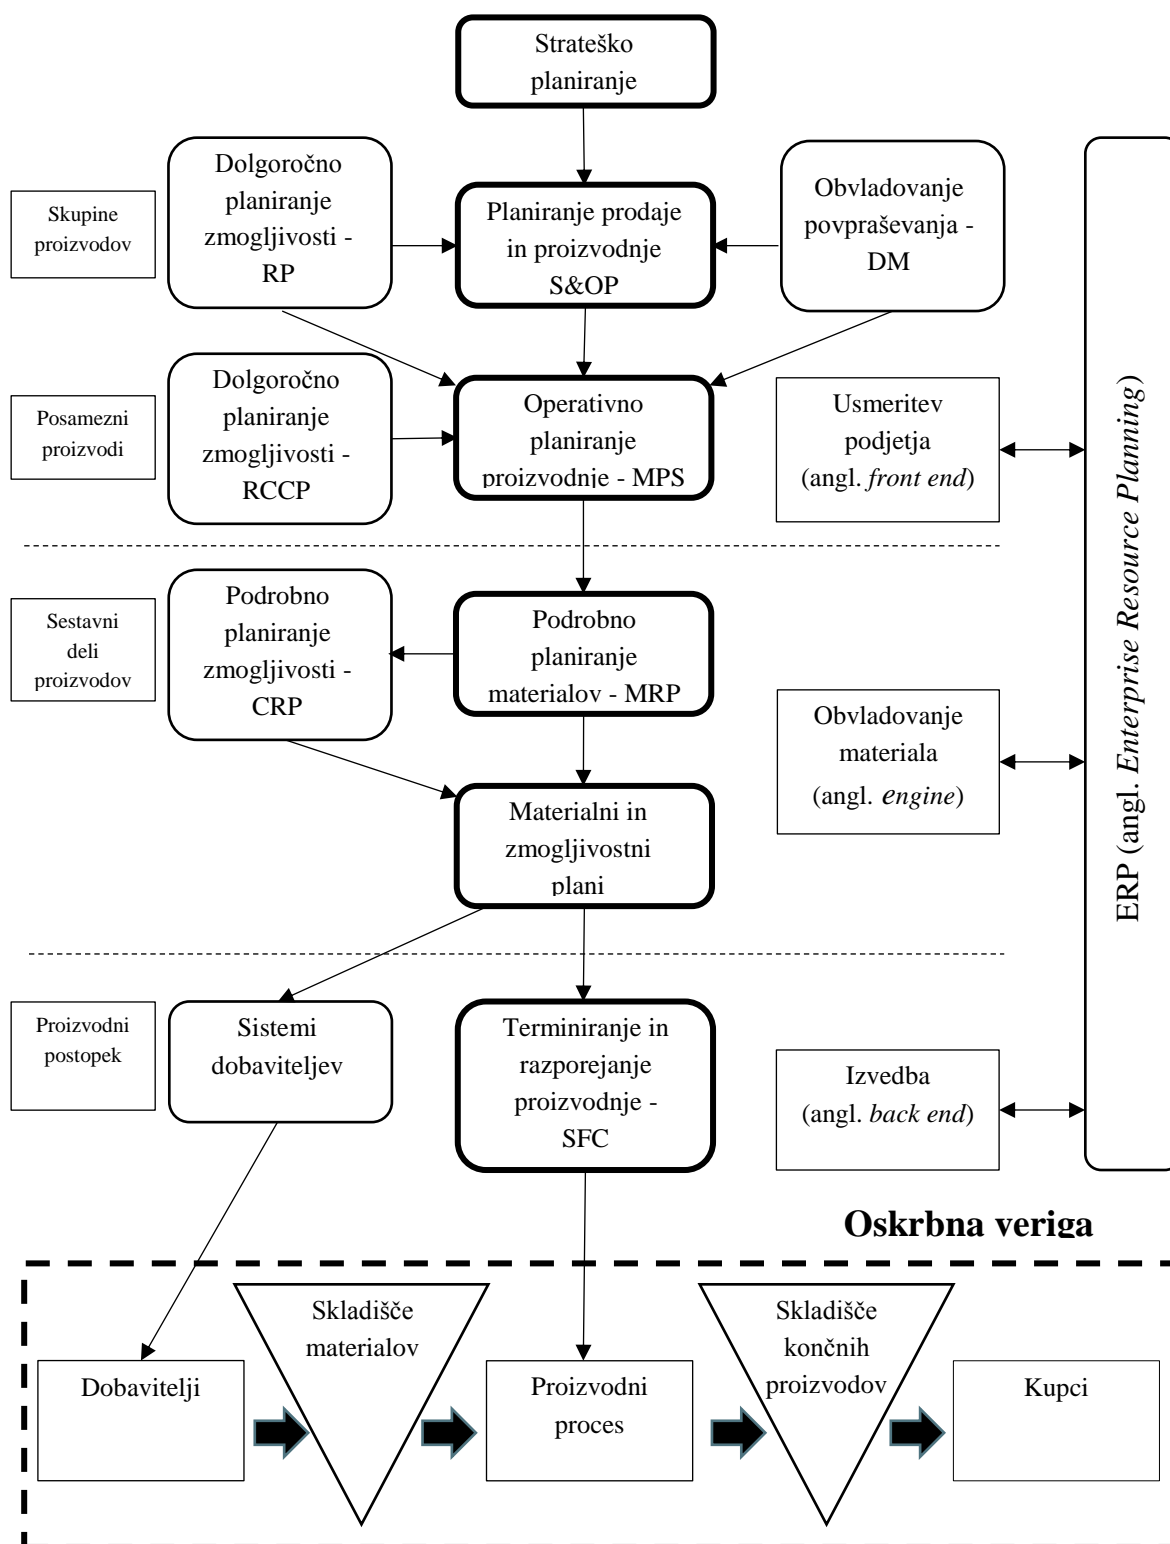 Strateško
planiranje
Dolgoročno
planiranje
zmogljivosti -
RP
Skupine
proizvodov
Planiranje prodaje
in proizvodnje
S&OP
Obvladovanje
povpraševanja -
DM
Posamezni
proizvodi
Dolgoročno
planiranje
zmogljivosti -
RCCP
Operativno
planiranje
proizvodnje - MPS
Usmeritev
podjetja
(angl. front end)
ERP (angl. Enterprise Resource Planning)
Sestavni
deli
proizvodov
Podrobno
planiranje
zmogljivosti -
CRP
Podrobno
planiranje
materialov - MRP
Obvladovanje
materiala
(angl. engine)
Materialni in
zmogljivostni
plani
Proizvodni
postopek
Sistemi
dobaviteljev
Terminiranje in
razporejanje
proizvodnje -
SFC
Izvedba
(angl. back end)
Oskrbna veriga
Dobavitelji
Skladišče
materialov
Proizvodni
proces
Skladišče
končnih
proizvodov
Kupci